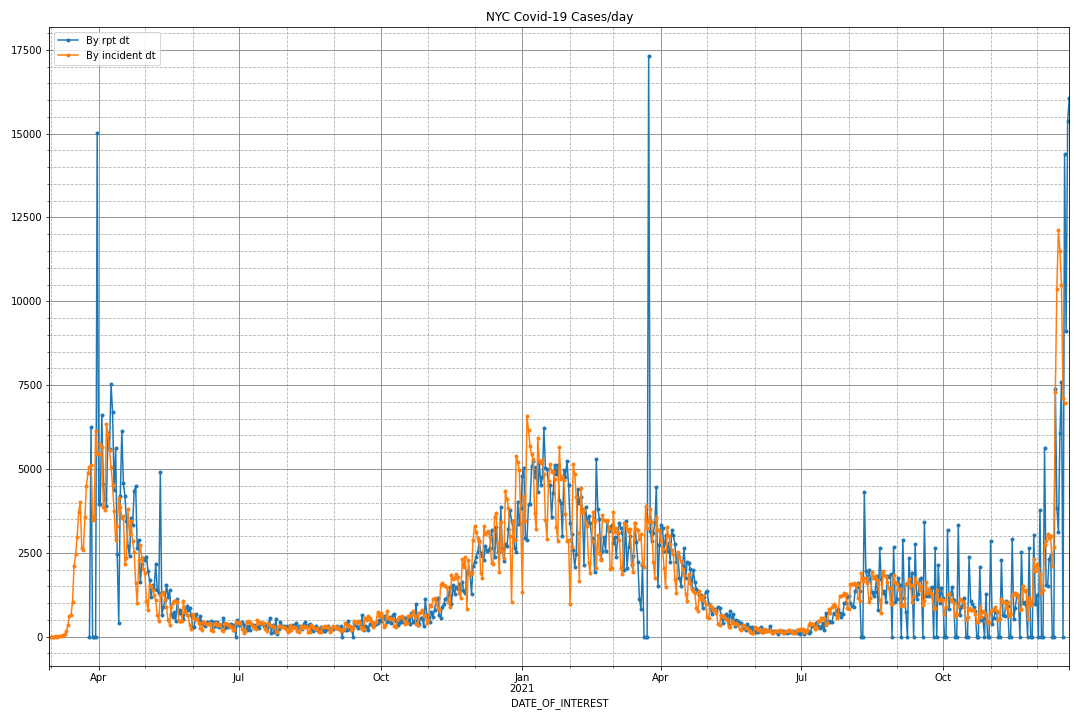 NYC Covid-19 Cases/day
By rpt dt
By incident dt
17500
15000
12500
10000
7500
5000
2500
0
Apr Jul Oct Jan Apr Jul Oct
2021
DATE_OF_INTEREST